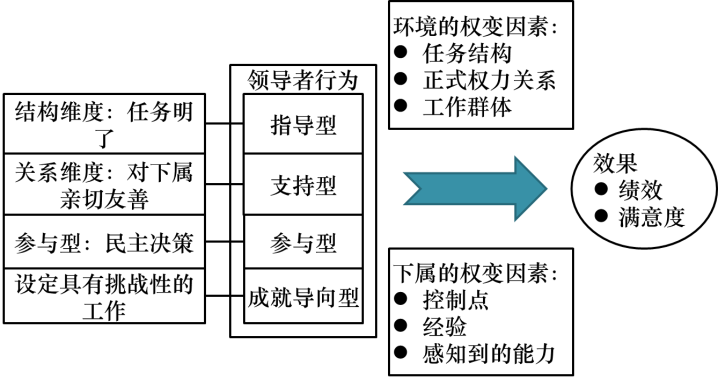 结构维度：任务明
了
关系维度：对下属
亲切友善
参与型：民主决策
设定具有挑战性的
工作
领导者行为
指导型
支持型
参与型
成就导向型
环境的权变因素：
● 任务结构
● 正式权力关系
● 工作群体
下属的权变因素：
● 控制点
● 经验
● 感知到的能力
效果
● 绩效
● 满意度